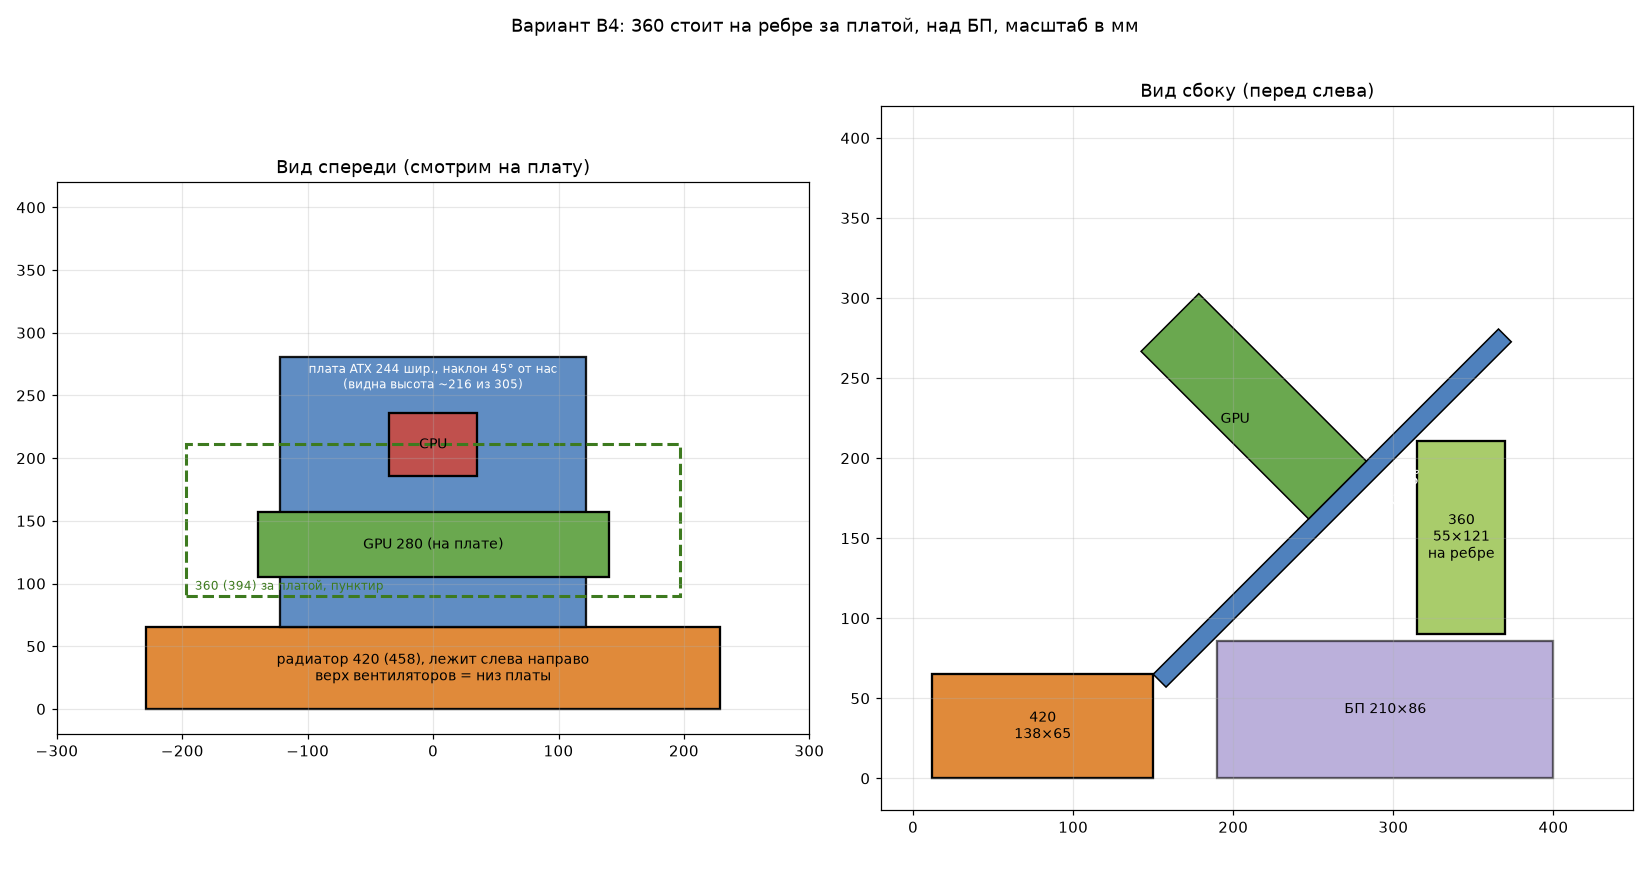 Вариант B4: 360 стоит на ребре за платой, над БП, масштаб в мм
Вид спереди (смотрим на плату)
400
350
300
250
200
150
100
50
0
плата ATX 244 шир., наклон 45° от нас
(видна высота ~216 из 305)
CPU
GPU 280 (на плате)
360 (394) за платой, пунктир
радиатор 420 (458), лежит слева направо
верх вентиляторов = низ платы
−300
−200
−100
0
100
200
300
Вид сбоку (перед слева)
400
350
300
250
200
150
100
50
0
GPU
360
55×121
на ребре
420
138×65
БП 210×86
0
100
200
300
400